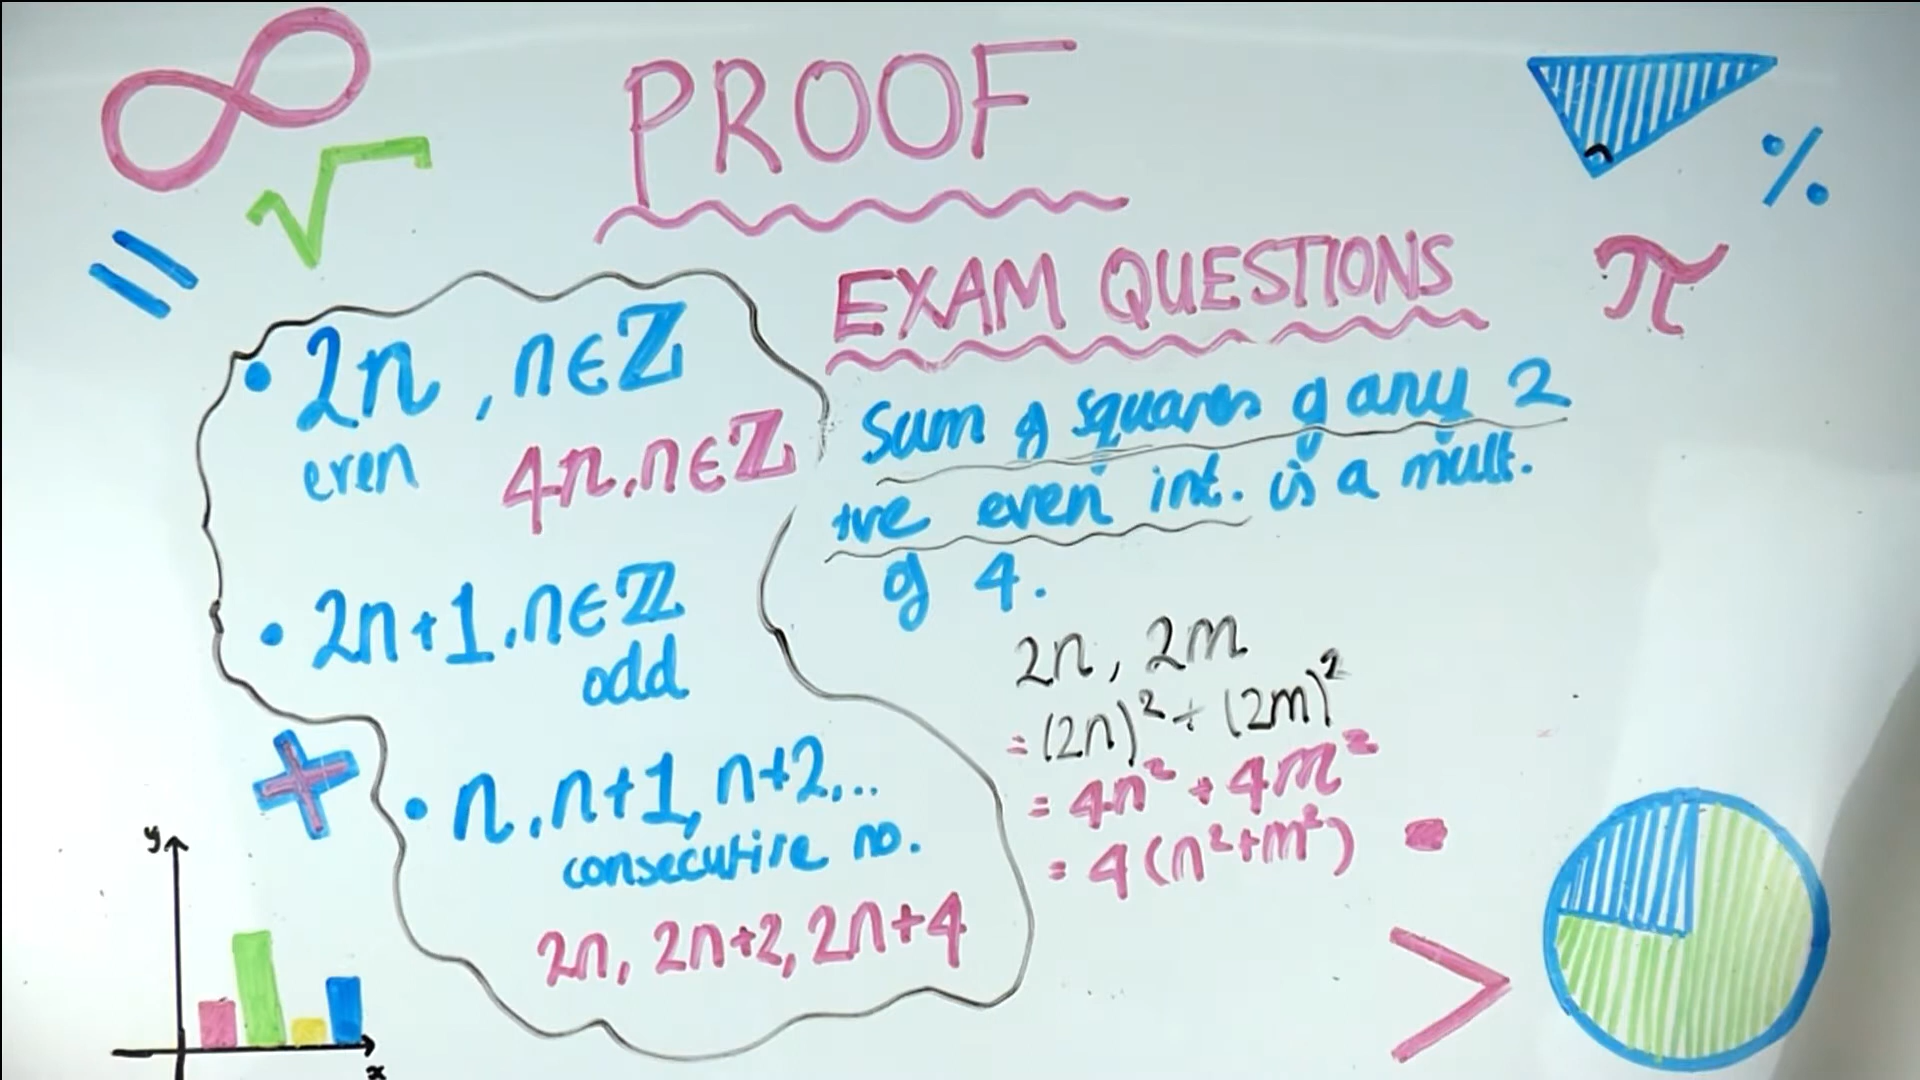 PROOF
EXAM QUESTIONS
• 2n, n∈ℤ
even
4n, n∈ℤ
• 2n+1, n∈ℤ
odd
• n, n+1, n+2,...
consecutive no.
2n, 2n+2, 2n+4
Sum of squares of any 2
+ve even int. is a mult.
of 4.
2n, 2m
= (2n)² + (2m)²
= 4n² + 4m²
= 4(n²+m²)
∞
√
=
+
%
π
>
y
x